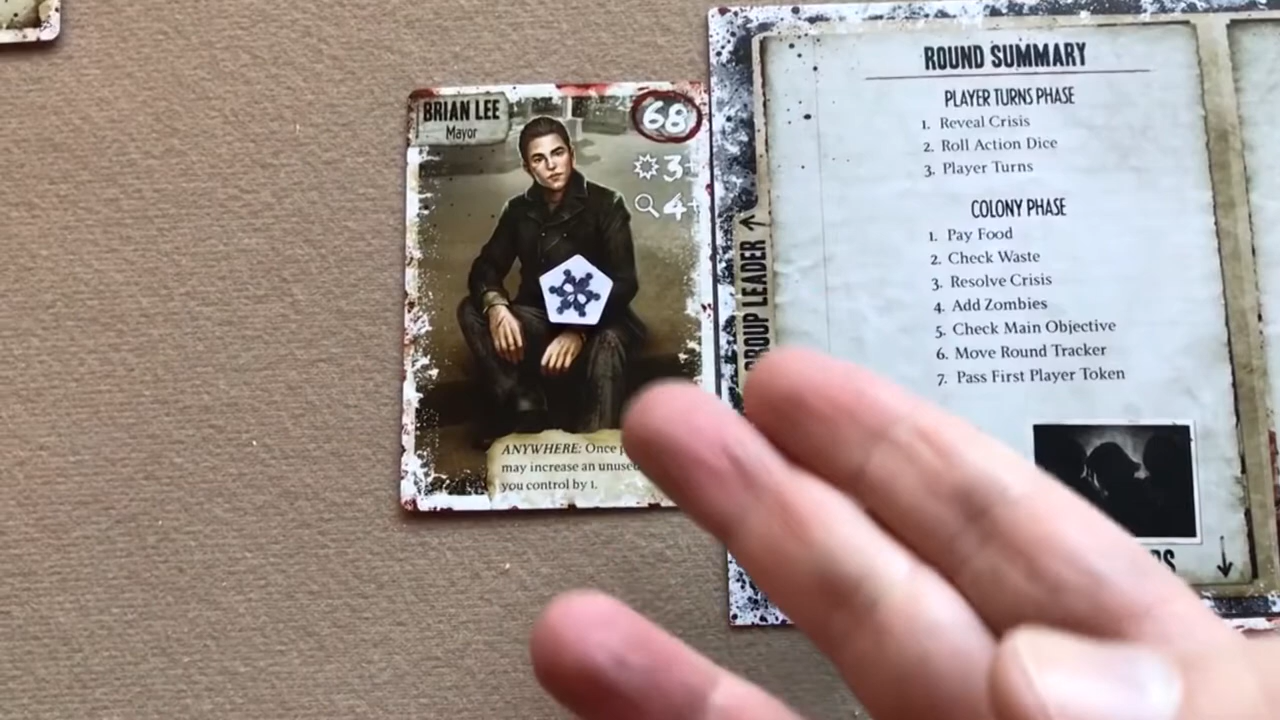 BRIAN LEE
Mayor
68
3+
4+
ANYWHERE: Once
may increase an unused
you control by 1.
GROUP LEADER
ROUND SUMMARY
PLAYER TURNS PHASE
1. Reveal Crisis
2. Roll Action Dice
3. Player Turns
COLONY PHASE
1. Pay Food
2. Check Waste
3. Resolve Crisis
4. Add Zombies
5. Check Main Objective
6. Move Round Tracker
7. Pass First Player Token